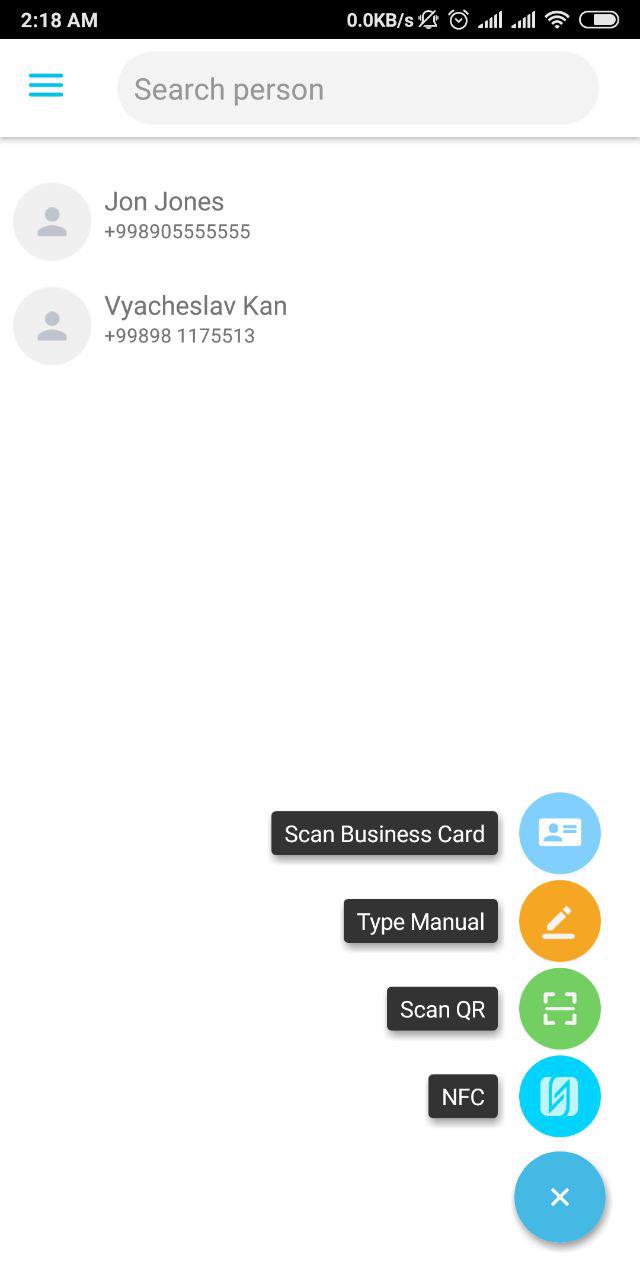 2:18 AM 0.0KB/s
Search person
Jon Jones
+998905555555
Vyacheslav Kan
+99898 1175513
Scan Business Card
Type Manual
Scan QR
NFC